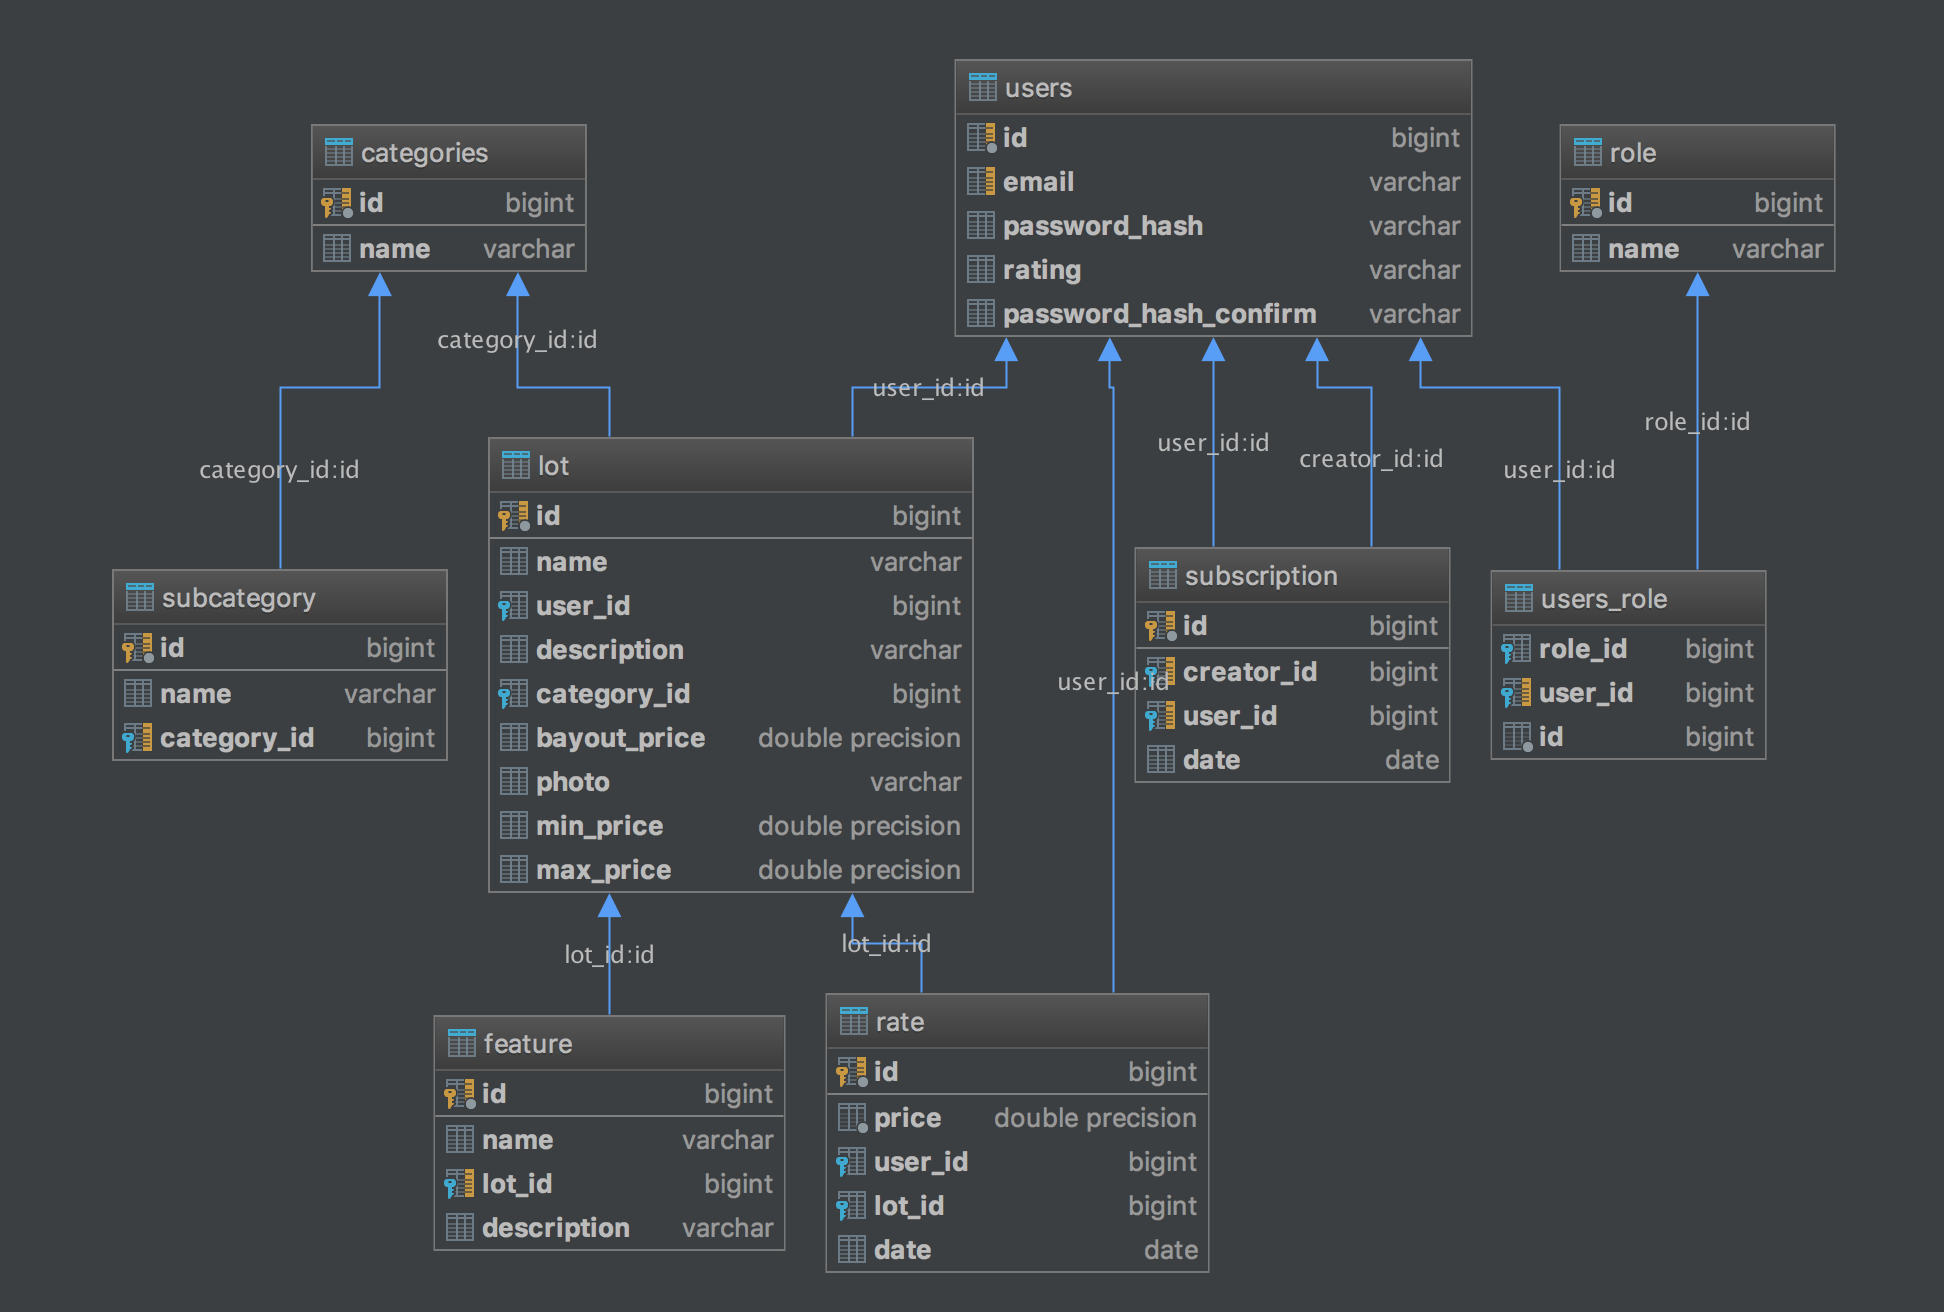 users
id bigint
email varchar
password_hash varchar
rating varchar
password_hash_confirm varchar
categories
id bigint
name varchar
role
id bigint
name varchar
category_id:id
user_id:id
role_id:id
user_id:id
creator_id:id
category_id:id
user_id:id
lot
id bigint
name varchar
user_id bigint
description varchar
category_id bigint
bayout_price double precision
photo varchar
min_price double precision
max_price double precision
subcategory
id bigint
name varchar
category_id bigint
subscription
id bigint
creator_id bigint
user_id bigint
date date
users_role
role_id bigint
user_id bigint
id bigint
user_id:id
lot_id:id
lot_id:id
feature
id bigint
name varchar
lot_id bigint
description varchar
rate
id bigint
price double precision
user_id bigint
lot_id bigint
date date